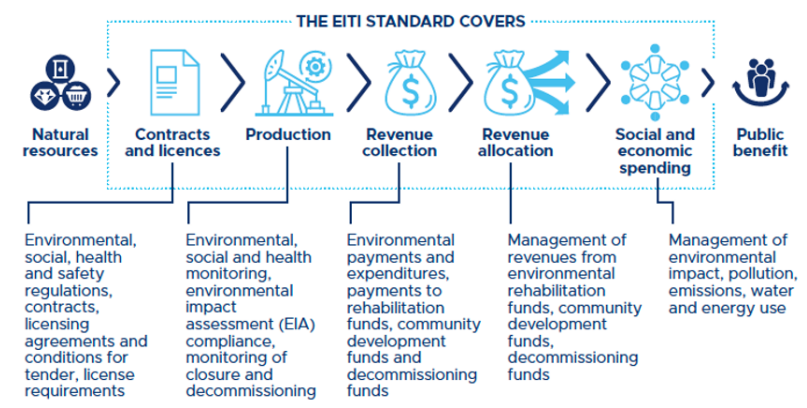 THE EITI STANDARD COVERS
Natural
resources
Contracts
and licences
Production
Revenue
collection
Revenue
allocation
Social and
economic
spending
Public
benefit
Environmental,
social, health
and safety
regulations,
contracts,
licensing
agreements and
conditions for
tender, license
requirements
Environmental,
social and health
monitoring,
environmental
impact
assessment (EIA)
compliance,
monitoring of
closure and
decommissioning
Environmental
payments and
expenditures,
payments to
rehabilitation
funds, community
development
funds and
decommissioning
funds
Management of
revenues from
environmental
rehabilitation
funds, community
development
funds,
decommissioning
funds
Management of
environmental
impact, pollution,
emissions, water
and energy use